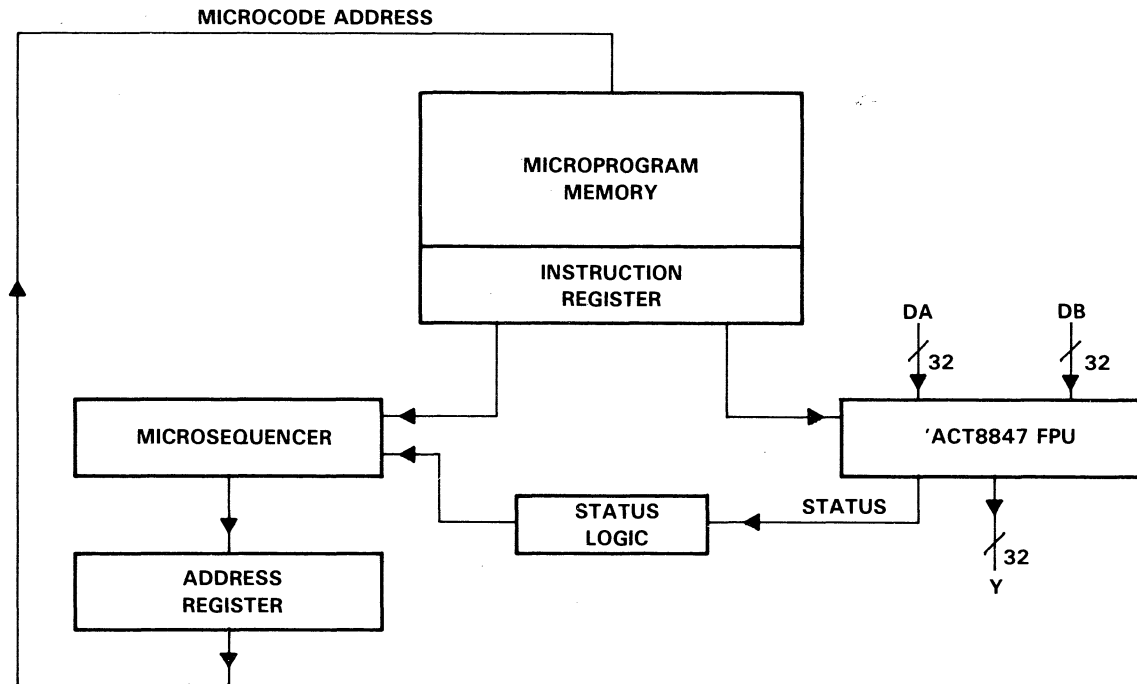 MICROCODE ADDRESS
MICROPROGRAM
MEMORY
INSTRUCTION
REGISTER
DA
DB
32
32
MICROSEQUENCER
'ACT8847 FPU
STATUS
LOGIC
STATUS
32
Y
ADDRESS
REGISTER